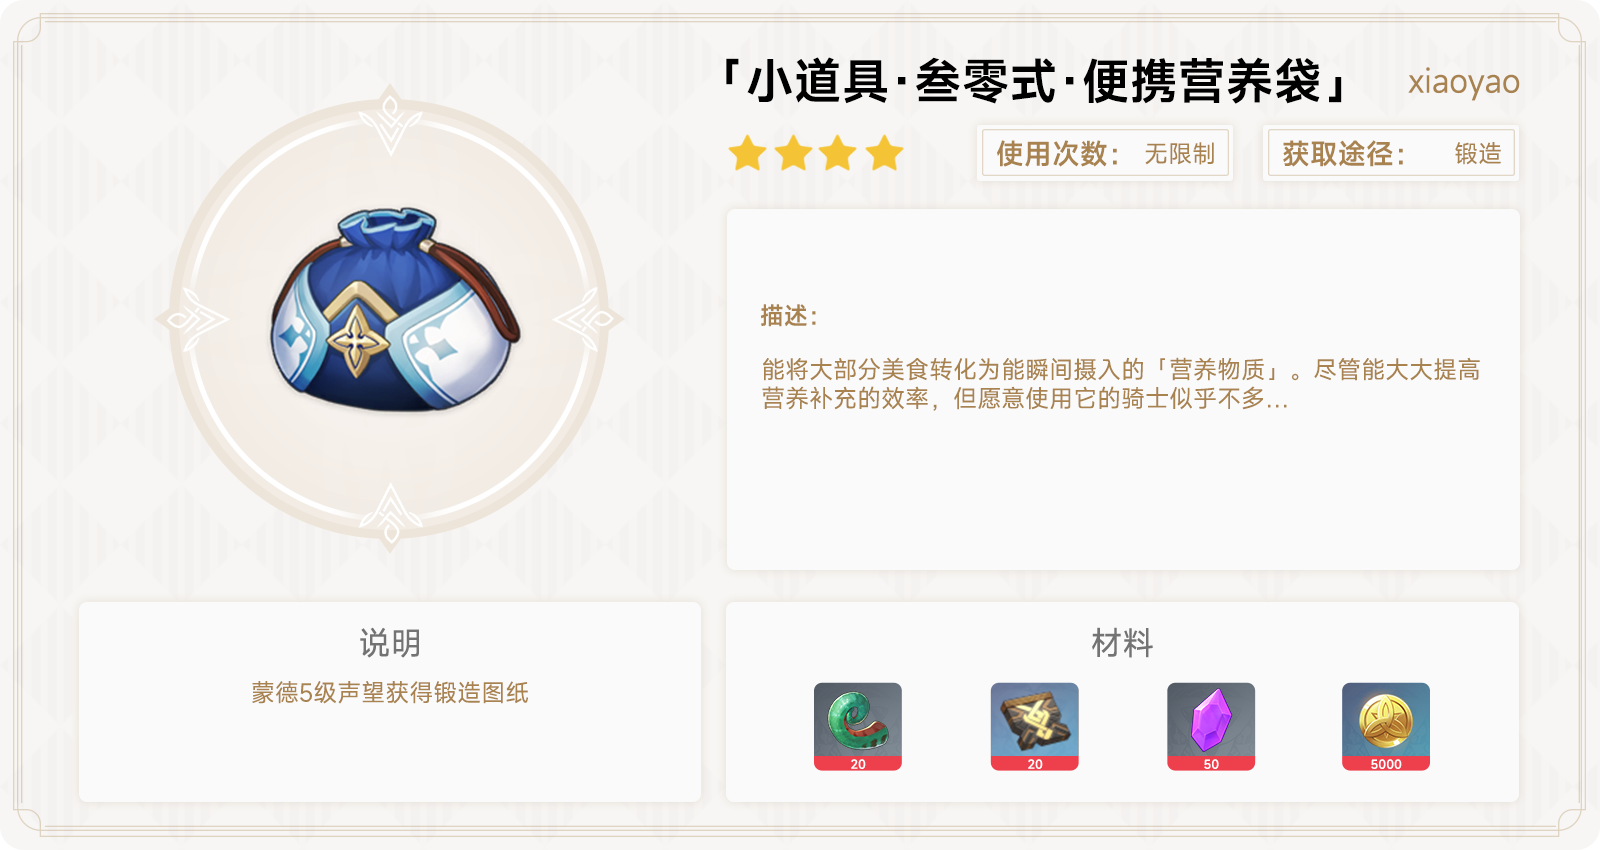 「小道具·叁零式·便携营养袋」
xiaoyao
使用次数： 无限制
获取途径： 锻造
描述：
能将大部分美食转化为能瞬间摄入的「营养物质」。尽管能大大提高
营养补充的效率，但愿意使用它的骑士似乎不多...
说明
蒙德5级声望获得锻造图纸
材料
20
20
50
5000